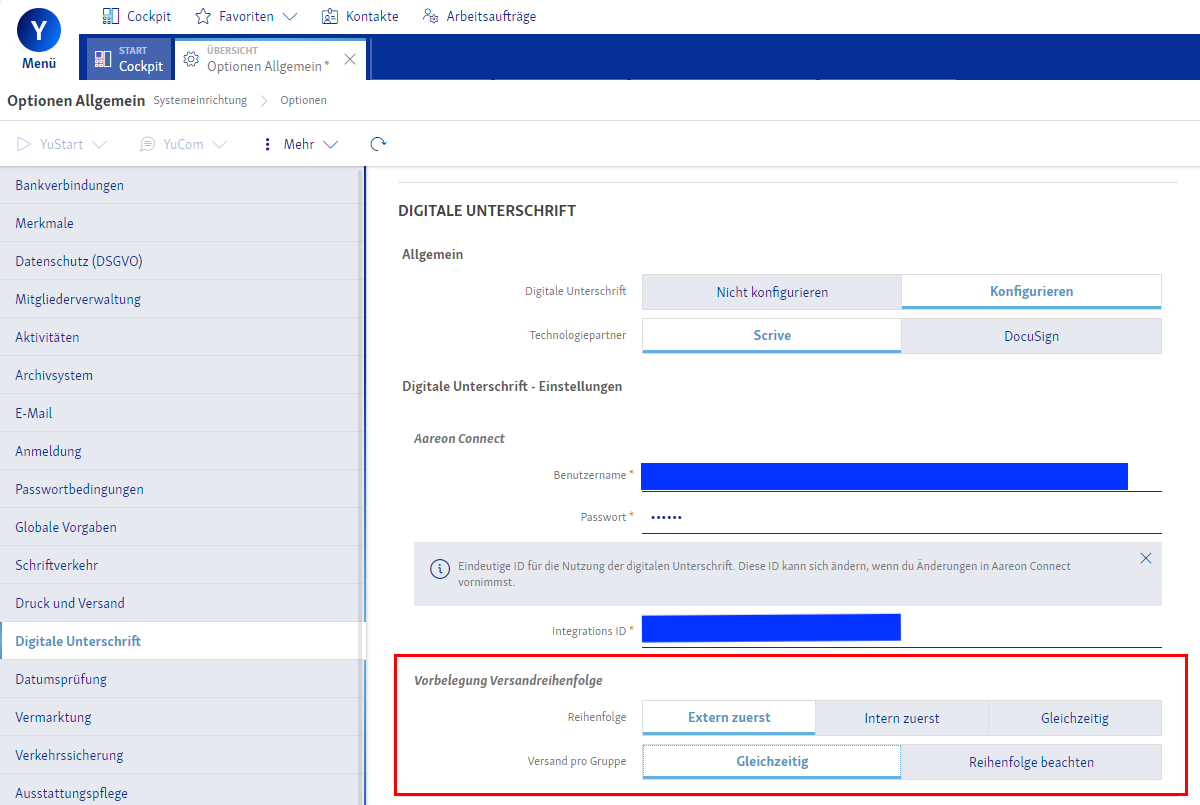 Y
Menü
Cockpit
Favoriten
Kontakte
Arbeitsaufträge
START
Cockpit
ÜBERSICHT
Optionen Allgemein *
Optionen Allgemein
Systemeinrichtung
Optionen
YuStart
YuCom
Mehr
Bankverbindungen
Merkmale
Datenschutz (DSGVO)
Mitgliederverwaltung
Aktivitäten
Archivsystem
E-Mail
Anmeldung
Passwortbedingungen
Globale Vorgaben
Schriftverkehr
Druck und Versand
Digitale Unterschrift
Datumsprüfung
Vermarktung
Verkehrssicherung
Ausstattungspflege
DIGITALE UNTERSCHRIFT
Allgemein
Digitale Unterschrift
Nicht konfigurieren
Konfigurieren
Technologiepartner
Scrive
DocuSign
Digitale Unterschrift - Einstellungen
Aareon Connect
Benutzername *
Passwort *
••••••
Eindeutige ID für die Nutzung der digitalen Unterschrift. Diese ID kann sich ändern, wenn du Änderungen in Aareon Connect
vornimmst.
Integrations ID *
Vorbelegung Versandreihenfolge
Reihenfolge
Extern zuerst
Intern zuerst
Gleichzeitig
Versand pro Gruppe
Gleichzeitig
Reihenfolge beachten